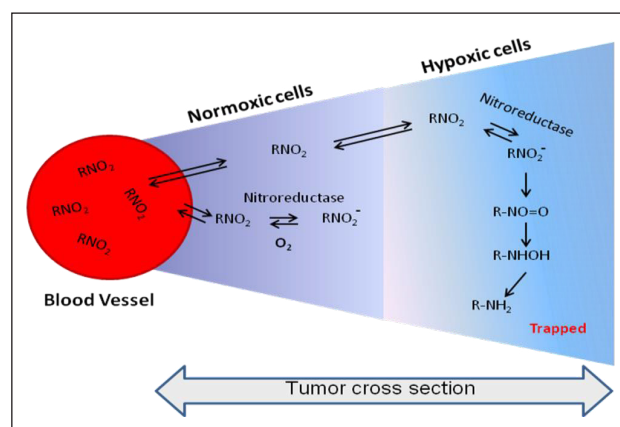 Hypoxic cells
Normoxic cells
RNO₂
RNO₂
RNO₂
RNO₂
Blood Vessel
RNO₂
Nitroreductase
RNO₂ RNO₂⁻
O₂
RNO₂
Nitroreductase
RNO₂⁻
R-NO=O
R-NHOH
R-NH₂
Trapped
Tumor cross section